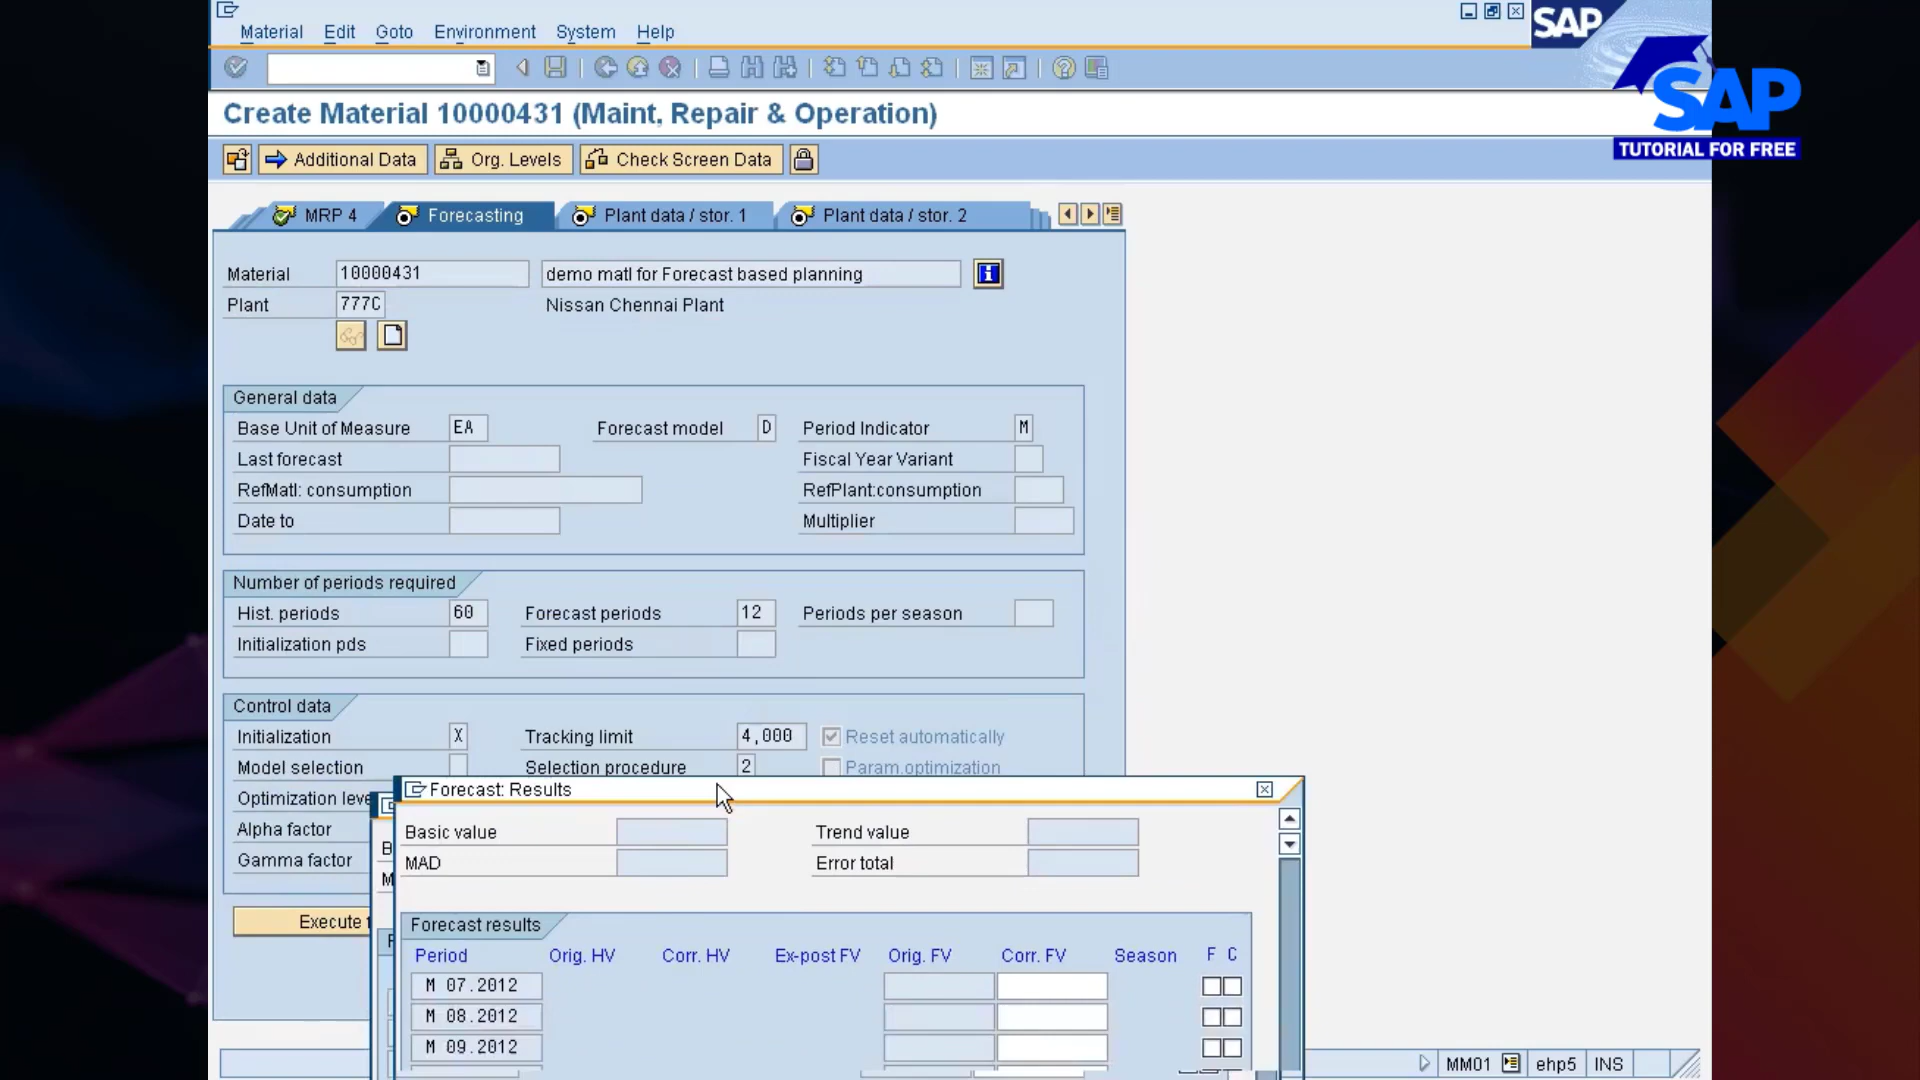 Material Edit Goto Environment System Help
SAP
SAP
TUTORIAL FOR FREE
Create Material 10000431 (Maint, Repair & Operation)
Additional Data Org. Levels Check Screen Data
MRP 4 Forecasting Plant data / stor. 1 Plant data / stor. 2
Material 10000431 demo matl for Forecast based planning
Plant 777C Nissan Chennai Plant
General data
Base Unit of Measure EA Forecast model D Period Indicator M
Last forecast Fiscal Year Variant
RefMatl: consumption RefPlant:consumption
Date to Multiplier
Number of periods required
Hist. periods 60 Forecast periods 12 Periods per season
Initialization pds Fixed periods
Control data
Initialization X Tracking limit 4,000 Reset automatically
Model selection Selection procedure 2 Param.optimization
Optimization leve
Alpha factor
Gamma factor
Execute
Forecast: Results
Basic value Trend value
MAD Error total
Forecast results
Period Orig. HV Corr. HV Ex-post FV Orig. FV Corr. FV Season F C
M 07.2012
M 08.2012
M 09.2012
MM01 ehp5 INS